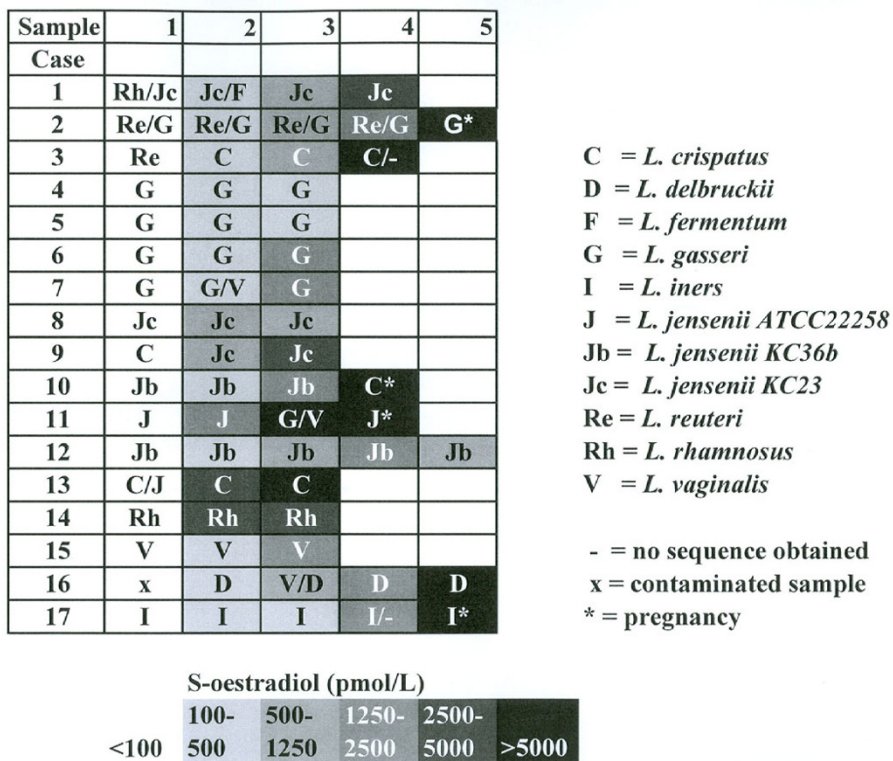 Sample 1 2 3 4 5
Case
1 Rh/Jc Jc/F Jc Jc
2 Re/G Re/G Re/G Re/G G*
3 Re C C C/-
4 G G G
5 G G G
6 G G G
7 G G/V G
8 Jc Jc Jc
9 C Jc Jc
10 Jb Jb Jb C*
11 J J G/V J*
12 Jb Jb Jb Jb Jb
13 C/J C C
14 Rh Rh Rh
15 V V V
16 x D V/D D D
17 I I I I/- I*
C = L. crispatus
D = L. delbruckii
F = L. fermentum
G = L. gasseri
I = L. iners
J = L. jensenii ATCC22258
Jb = L. jensenii KC36b
Jc = L. jensenii KC23
Re = L. reuteri
Rh = L. rhamnosus
V = L. vaginalis
- = no sequence obtained
x = contaminated sample
* = pregnancy
S-oestradiol (pmol/L)
100- 500- 1250- 2500-
<100 500 1250 2500 5000 >5000